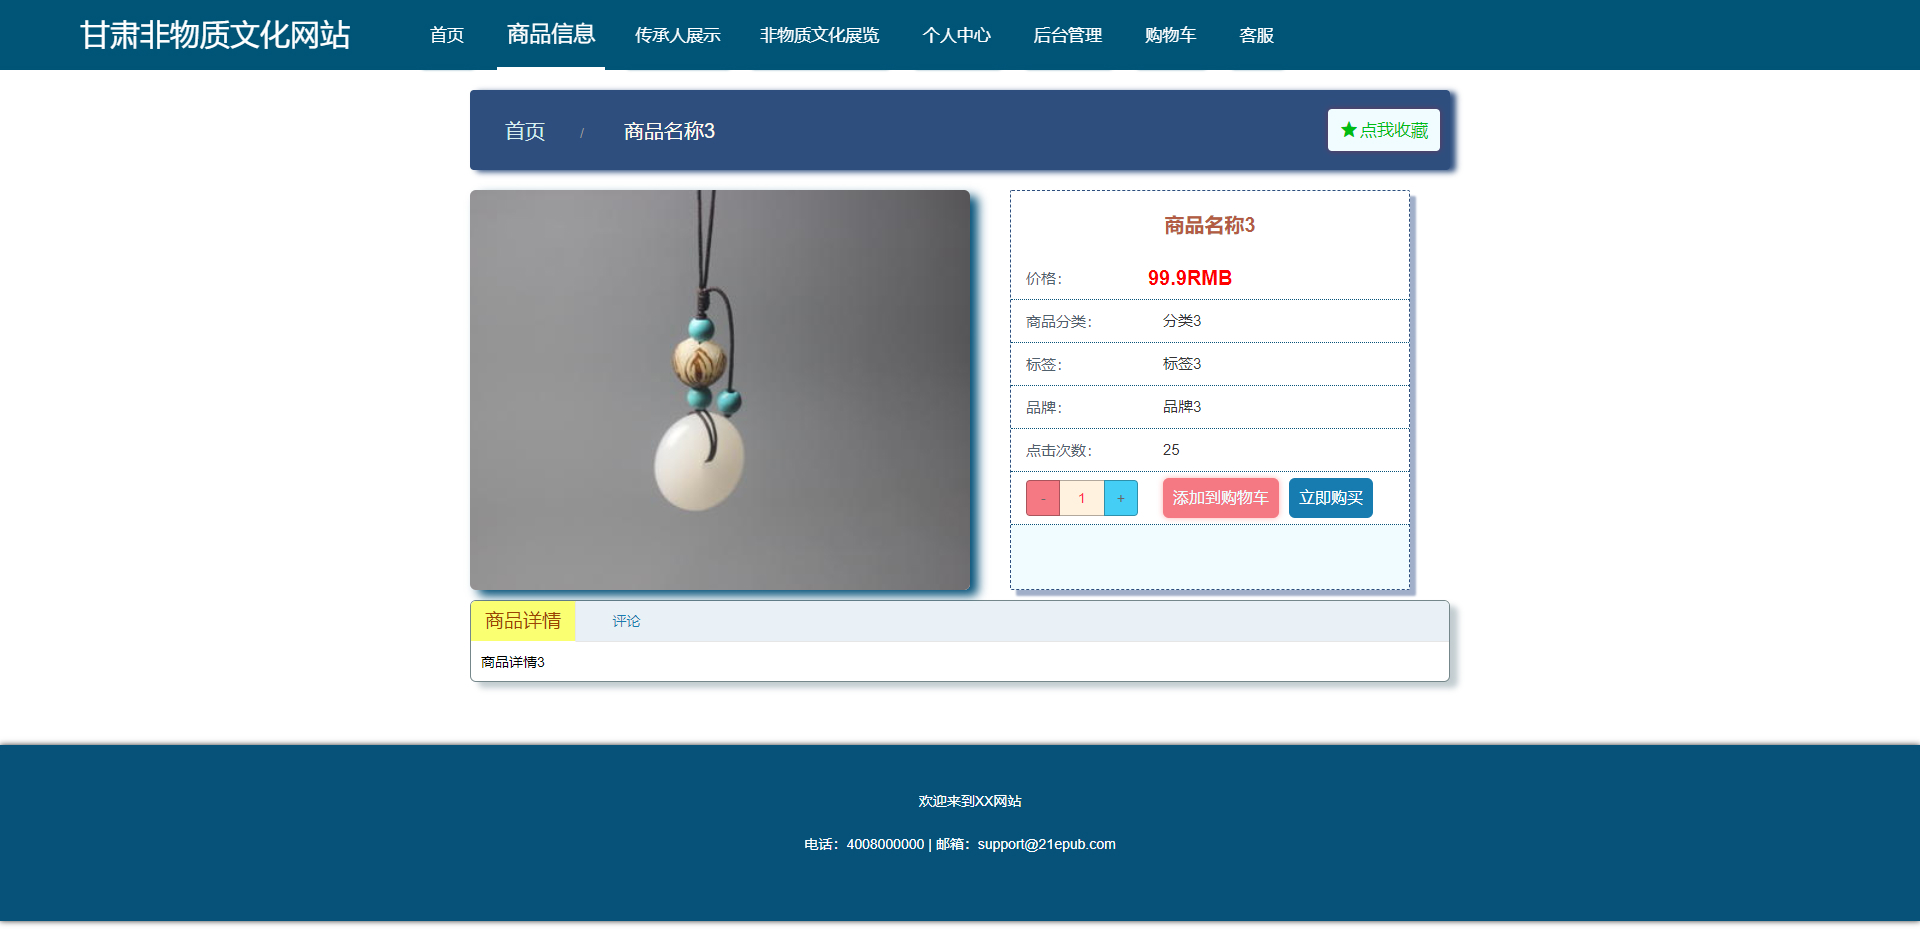 甘肃非物质文化网站
首页 商品信息 传承人展示 非物质文化展览 个人中心 后台管理 购物车 客服
首页 / 商品名称3
★点我收藏
商品名称3
价格： 99.9RMB
商品分类： 分类3
标签： 标签3
品牌： 品牌3
点击次数： 25
- 1 + 添加到购物车 立即购买
商品详情 评论
商品详情3
欢迎来到XX网站
电话：4008000000 | 邮箱：support@21epub.com